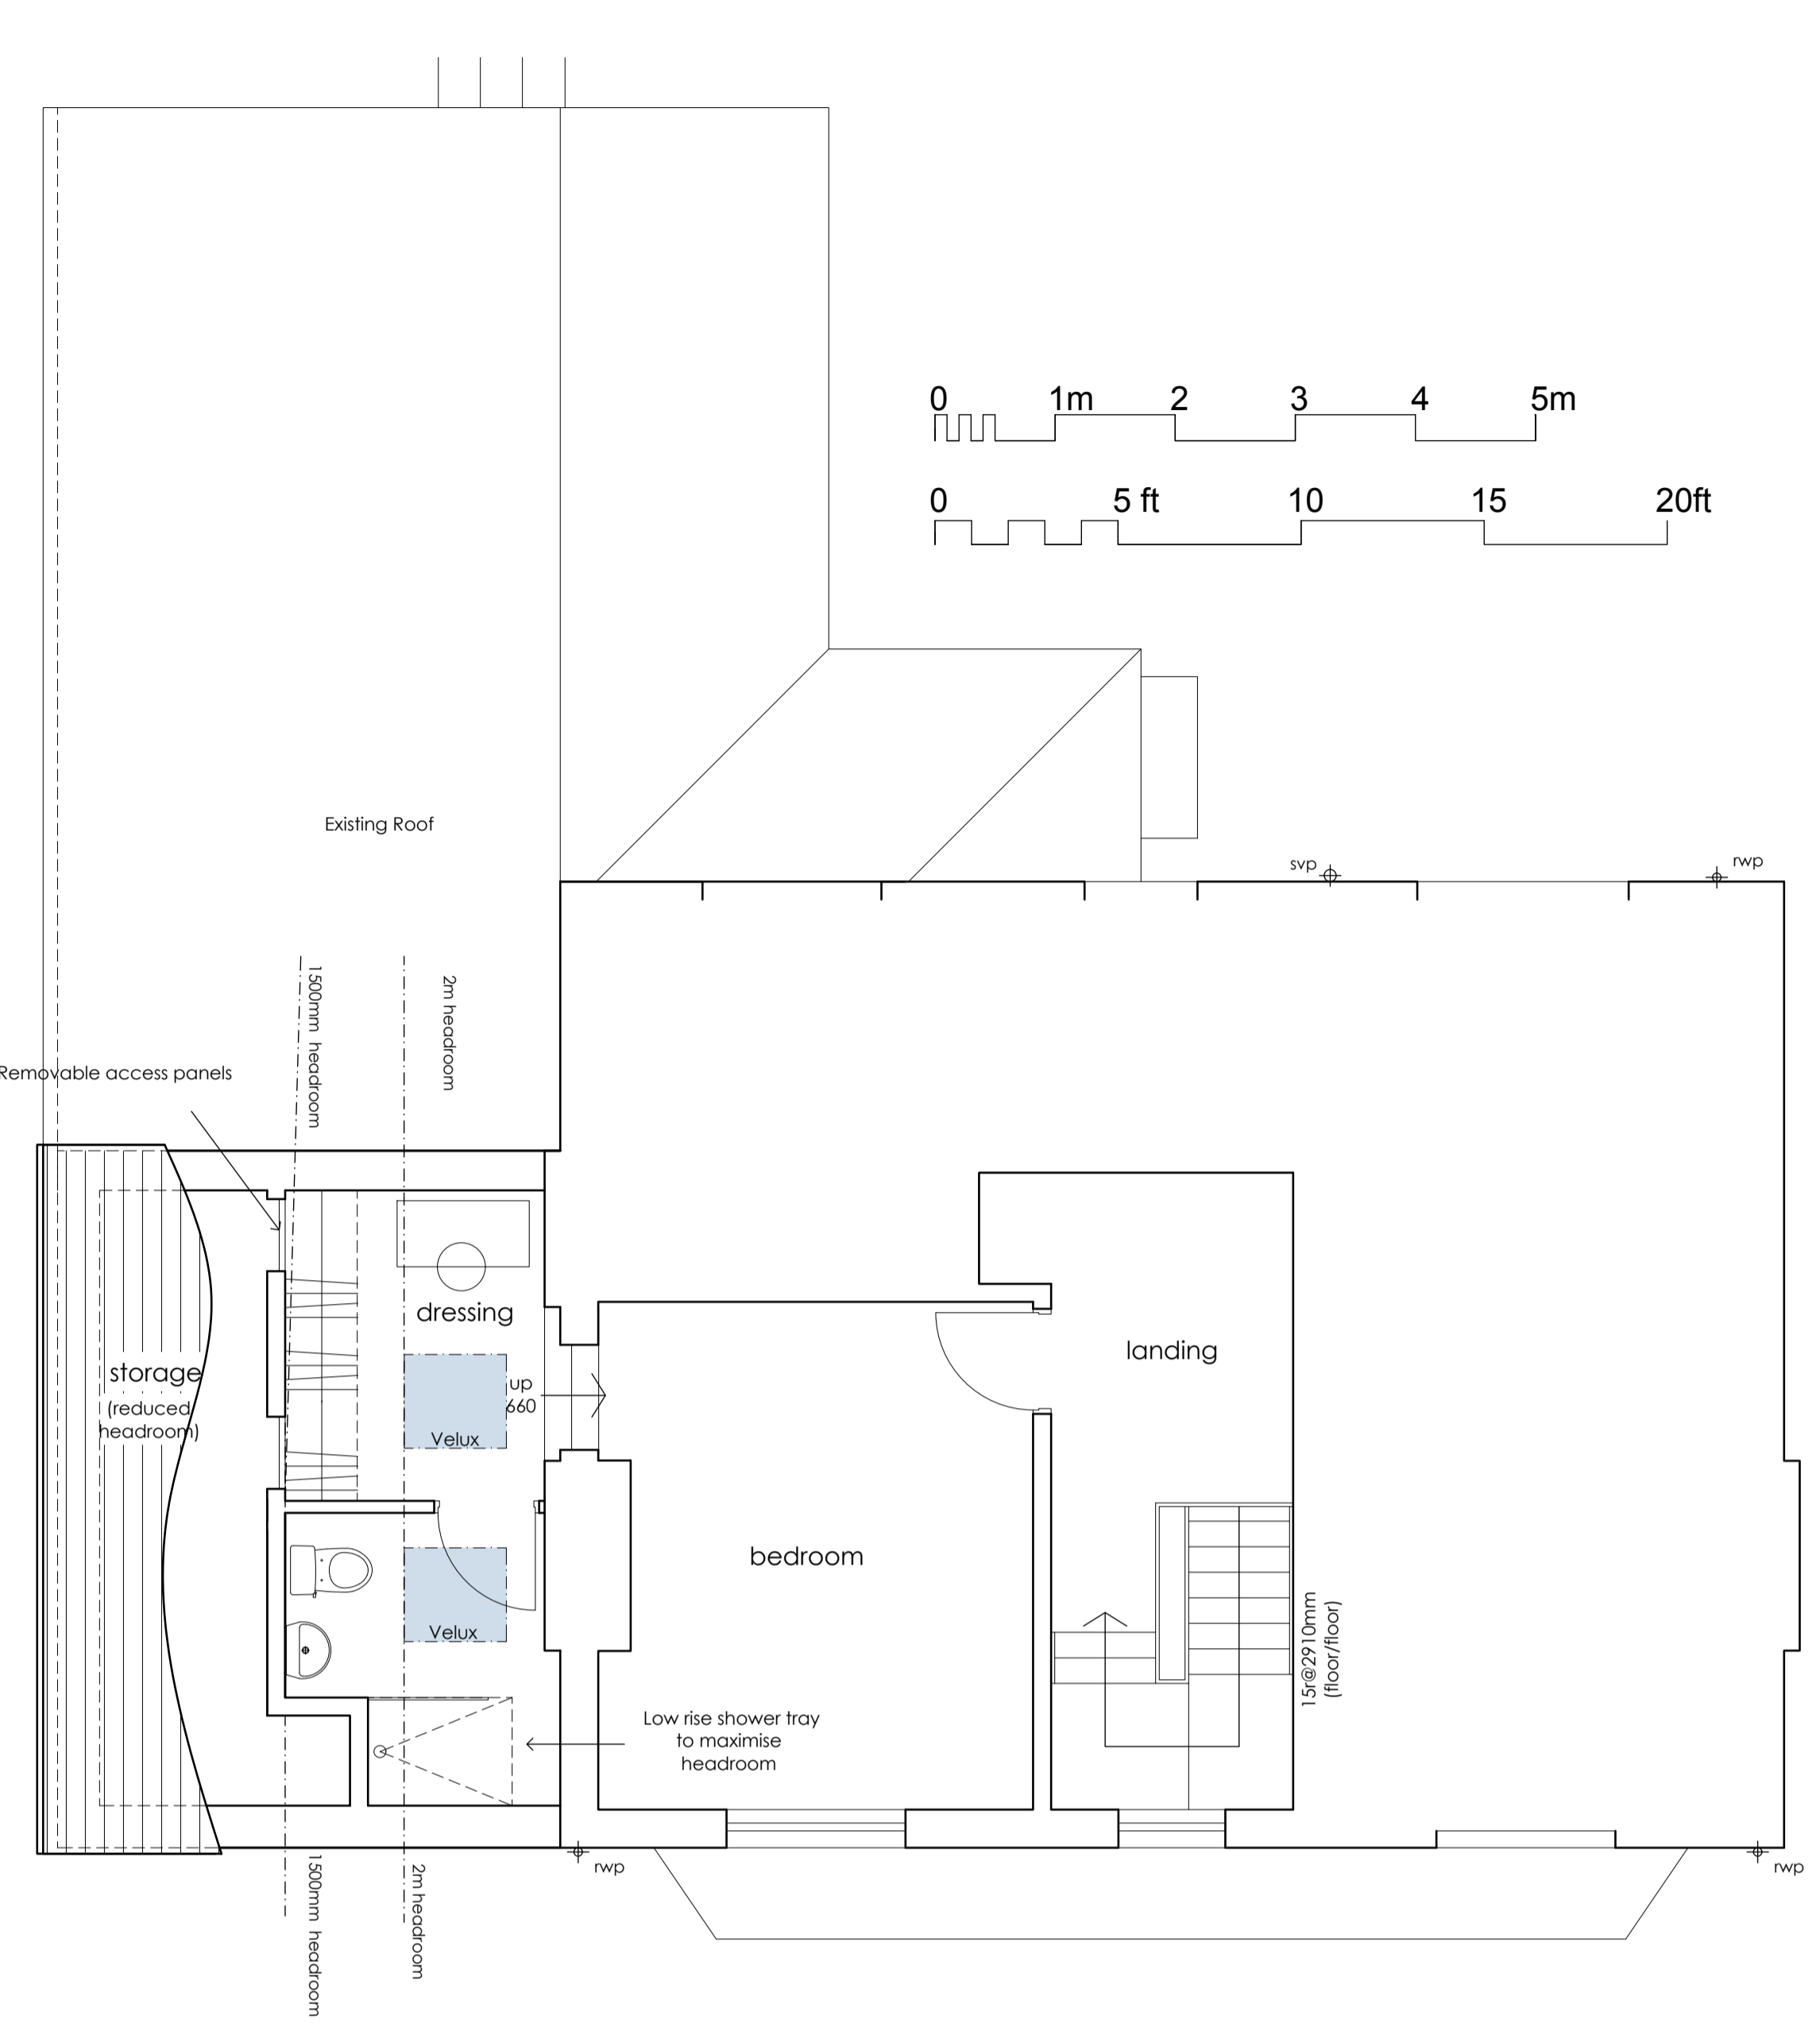 0 1m 2 3 4 5m
0 5 ft 10 15 20ft
Existing Roof
svp
rwp
1500mm headroom
2m headroom
Removable access panels
dressing
landing
storage
(reduced
headroom)
up
660
Velux
bedroom
Velux
15r@2910mm
(floor/floor)
Low rise shower tray
to maximise
headroom
rwp
rwp
1500mm headroom
2m headroom